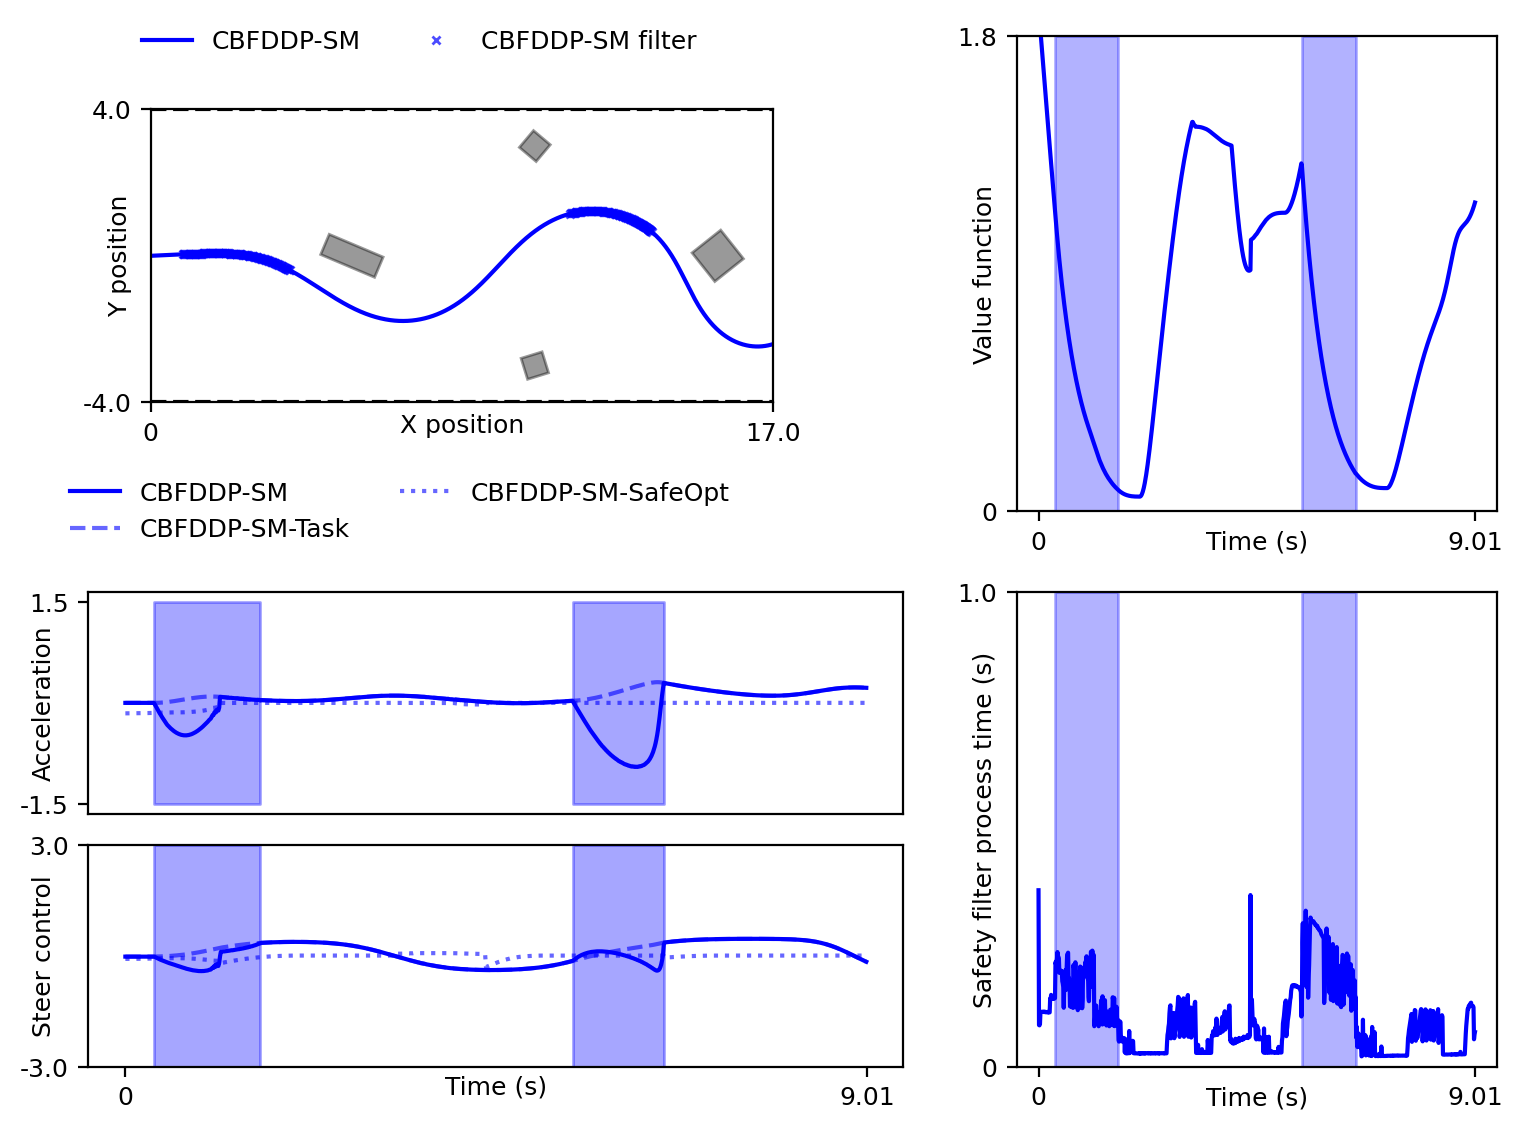 CBFDDP-SM
CBFDDP-SM filter
4.0
Y position
-4.0
0
X position
17.0
1.8
Value function
0
0
Time (s)
9.01
CBFDDP-SM
CBFDDP-SM-SafeOpt
CBFDDP-SM-Task
1.5
Acceleration
-1.5
3.0
Steer control
-3.0
0
Time (s)
9.01
1.0
Safety filter process time (s)
0
0
Time (s)
9.01